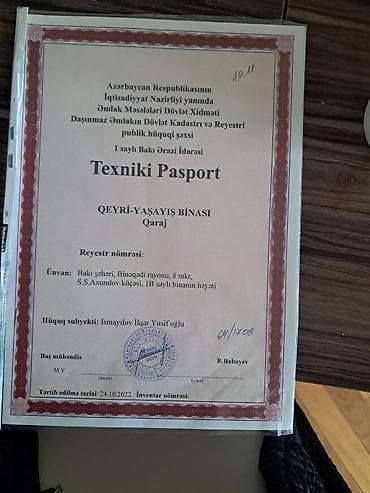 10.11
Azərbaycan Respublikasının
İqtisadiyyat Nazirliyi yanında
Əmlak Məsələləri Dövlət Xidməti
Daşınmaz Əmlakın Dövlət Kadastrı və Reyestri
publik hüquqi şəxsi
1 saylı Bakı Ərazi İdarəsi
Texniki Pasport
QEYRİ-YAŞAYIŞ BİNASI
Qaraj
Reyestr nömrəsi:
Ünvan: Bakı şəhəri, Binəqədi rayonu, 8 mkr,
S.S.Axundov küçəsi, 1B saylı binanın həyəti
Hüquq subyekti: İsmayılov İlqar Yusif oğlu
04/1708
Baş mühəndis
R.Babayev
M.Y
(imza)
Tərtib edilmə tarixi: 24.10.2022 İnventar nömrəsi: